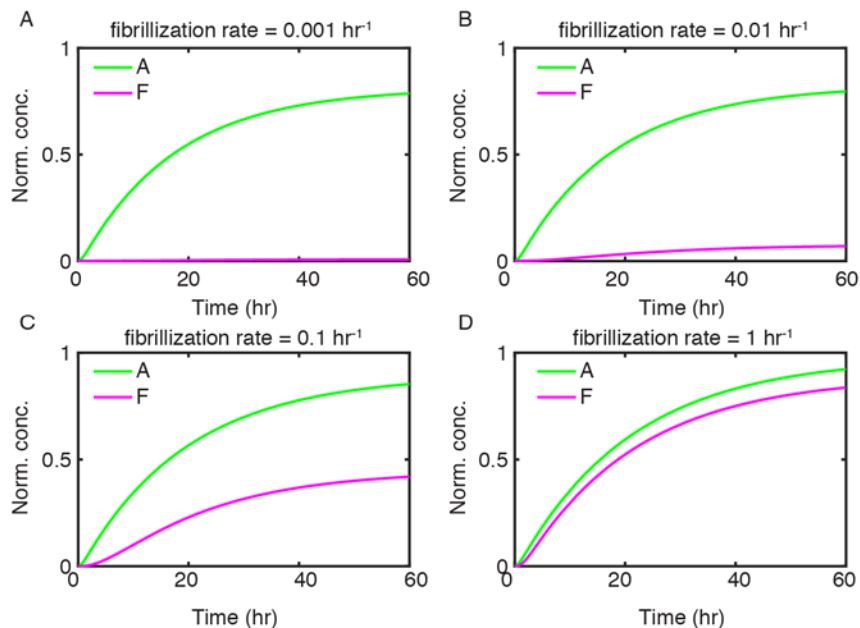 A
fibrillization rate = 0.001 hr⁻¹
1
A
F
Norm. conc.
0.5
0
0
20
40
60
Time (hr)
B
fibrillization rate = 0.01 hr⁻¹
1
A
F
Norm. conc.
0.5
0
0
20
40
60
Time (hr)
C
fibrillization rate = 0.1 hr⁻¹
1
A
F
Norm. conc.
0.5
0
0
20
40
60
Time (hr)
D
fibrillization rate = 1 hr⁻¹
1
A
F
Norm. conc.
0.5
0
0
20
40
60
Time (hr)